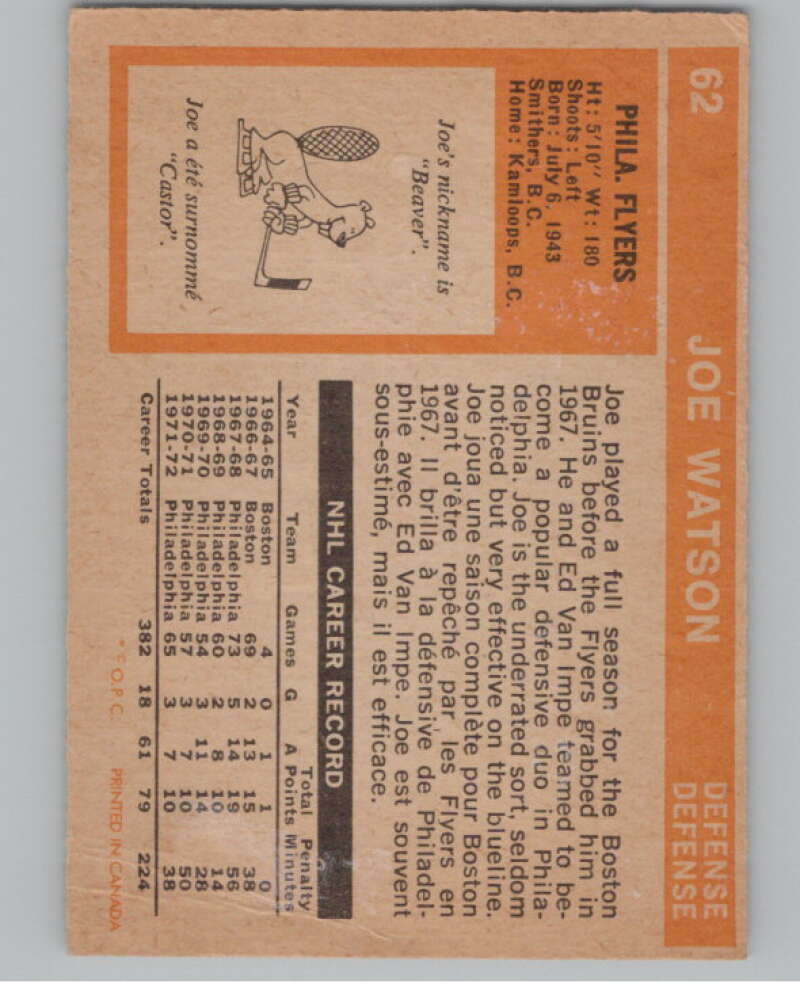 62
JOE WATSON
DEFENSE
DEFENSE
PHILA. FLYERS
Ht: 5'10" Wt: 180
Shoots: Left
Born: July 6, 1943
Smithers, B.C.
Home: Kamloops, B.C.
Joe's nickname is
"Beaver".
Joe a été surnommé
"Castor".
Joe played a full season for the Boston
Bruins before the Flyers grabbed him in
1967. He and Ed Van Impe teamed to be-
come a popular defensive duo in Phila-
delphia. Joe is the underrated sort, seldom
noticed but very effective on the blueline.
Joe joua une saison complète pour Boston
avant d'être repêché par les Flyers en
1967. Il brilla à la défensive de Philadel-
phie avec Ed Van Impe. Joe est souvent
sous-estimé, mais il est efficace.
NHL CAREER RECORD
Total Penalty
Year Team Games G A Points Minutes
1964-65 Boston 4 0 1 1 0
1966-67 Boston 69 2 13 15 38
1967-68 Philadelphia 73 5 14 19 56
1968-69 Philadelphia 60 2 8 10 14
1969-70 Philadelphia 54 3 11 14 28
1970-71 Philadelphia 57 3 7 10 50
1971-72 Philadelphia 65 3 7 10 38
Career Totals 382 18 61 79 224
* © O.P.C. PRINTED IN CANADA